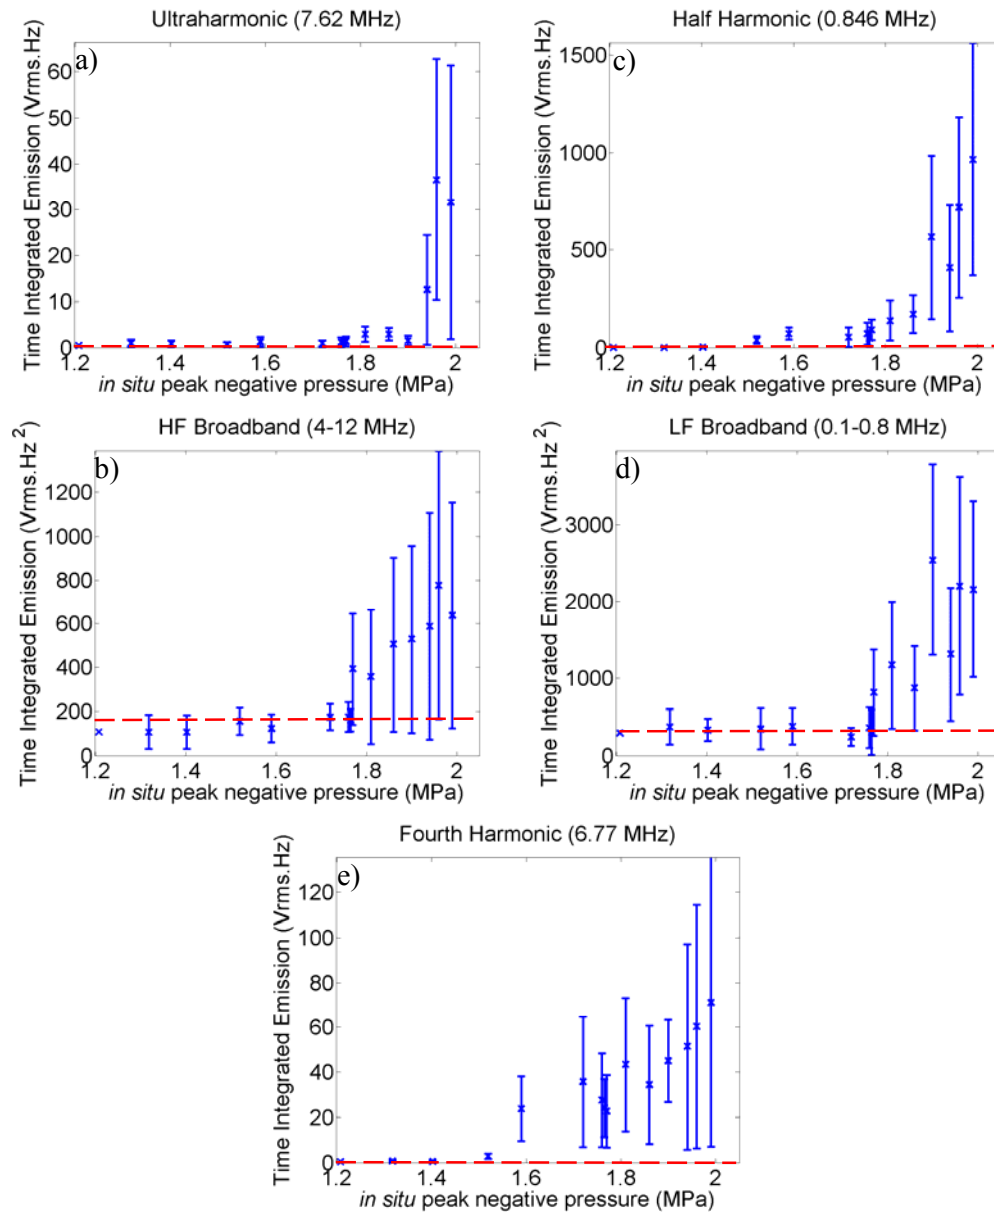 Ultraharmonic (7.62 MHz)
a)
Time Integrated Emission (Vrms.Hz)
60
50
40
30
20
10
0
1.2 1.4 1.6 1.8 2
in situ peak negative pressure (MPa)
Half Harmonic (0.846 MHz)
c)
Time Integrated Emission (Vrms.Hz)
1500
1000
500
0
1.2 1.4 1.6 1.8 2
in situ peak negative pressure (MPa)
HF Broadband (4-12 MHz)
b)
Time Integrated Emission (Vrms.Hz 2)
1200
1000
800
600
400
200
0
1.2 1.4 1.6 1.8 2
in situ peak negative pressure (MPa)
LF Broadband (0.1-0.8 MHz)
d)
Time Integrated Emission (Vrms.Hz 2)
3000
2000
1000
0
1.2 1.4 1.6 1.8 2
in situ peak negative pressure (MPa)
Fourth Harmonic (6.77 MHz)
e)
Time Integrated Emission (Vrms.Hz)
120
100
80
60
40
20
0
1.2 1.4 1.6 1.8 2
in situ peak negative pressure (MPa)